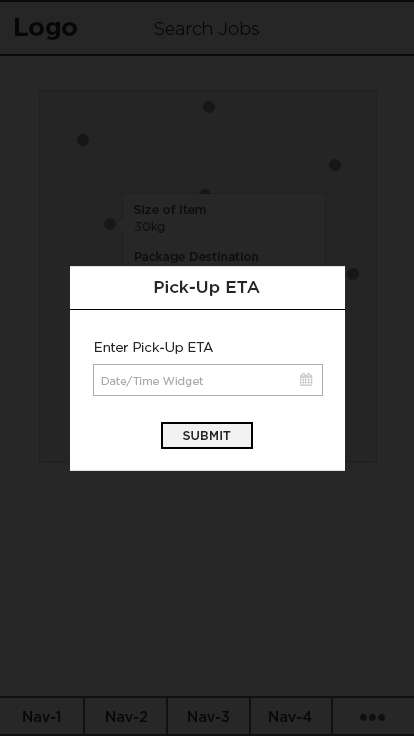 Logo
Search Jobs
Size of Item
30kg
Package Destination
Pick-Up ETA
Enter Pick-Up ETA
Date/Time Widget
SUBMIT
Nav-1
Nav-2
Nav-3
Nav-4